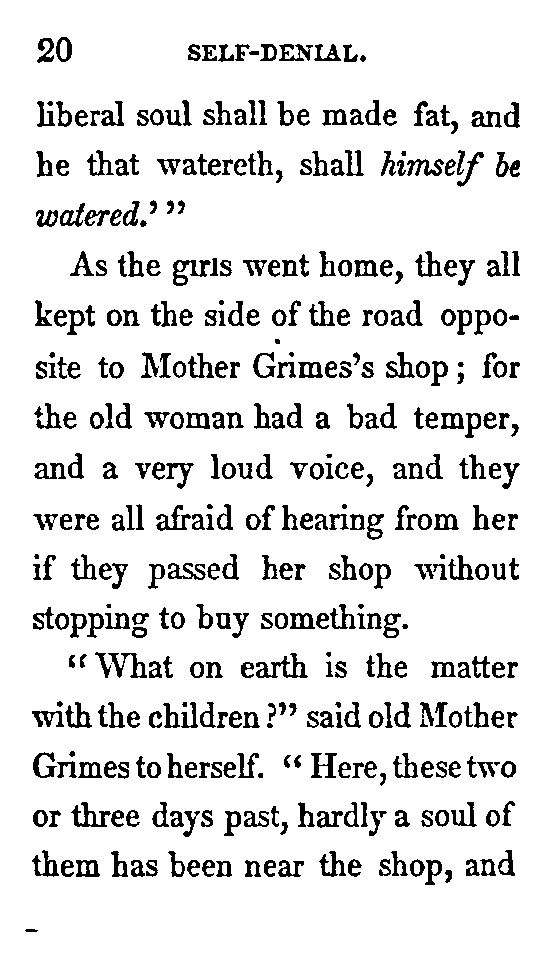 20 SELF-DENIAL.
liberal soul shall be made fat, and
he that watereth, shall himself be
watered.' "
As the girls went home, they all
kept on the side of the road oppo-
site to Mother Grimes's shop; for
the old woman had a bad temper,
and a very loud voice, and they
were all afraid of hearing from her
if they passed her shop without
stopping to buy something.
"What on earth is the matter
with the children?" said old Mother
Grimes to herself. "Here, these two
or three days past, hardly a soul of
them has been near the shop, and